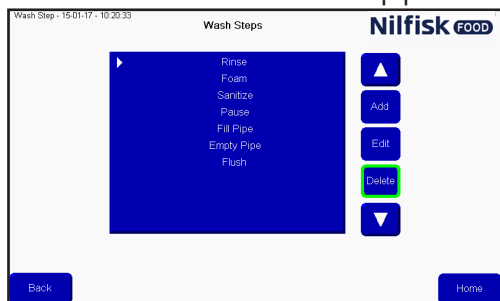 Wash Step - 15-01-17 - 10:20:33
Wash Steps
Nilfisk FOOD
Rinse
Foam
Sanitize
Pause
Fill Pipe
Empty Pipe
Flush
Add
Edit
Delete
Back
Home